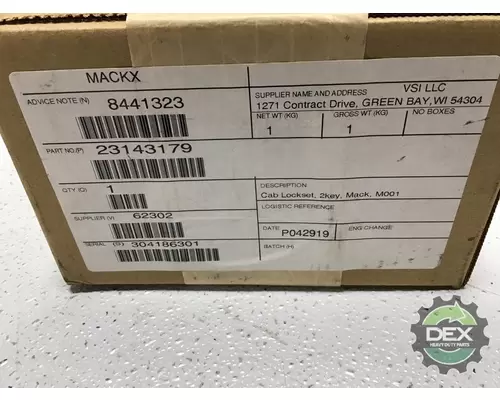 MACKX
ADVICE NOTE (N) 8441323
SUPPLIER NAME AND ADDRESS VSI LLC
1271 Contract Drive, GREEN BAY,WI 54304
NET WT (KG) GROSS WT (KG) NO BOXES
1 1
PART NO.(P) 23143179
QTY (Q) 1
DESCRIPTION
Cab Lockset, 2key, Mack, M001
LOGISTIC REFERENCE
SUPPLIER (V) 62302
DATE P042919 ENG CHANGE
SERIAL (S) 304186301
BATCH (H)
DEX
HEAVY DUTY PARTS